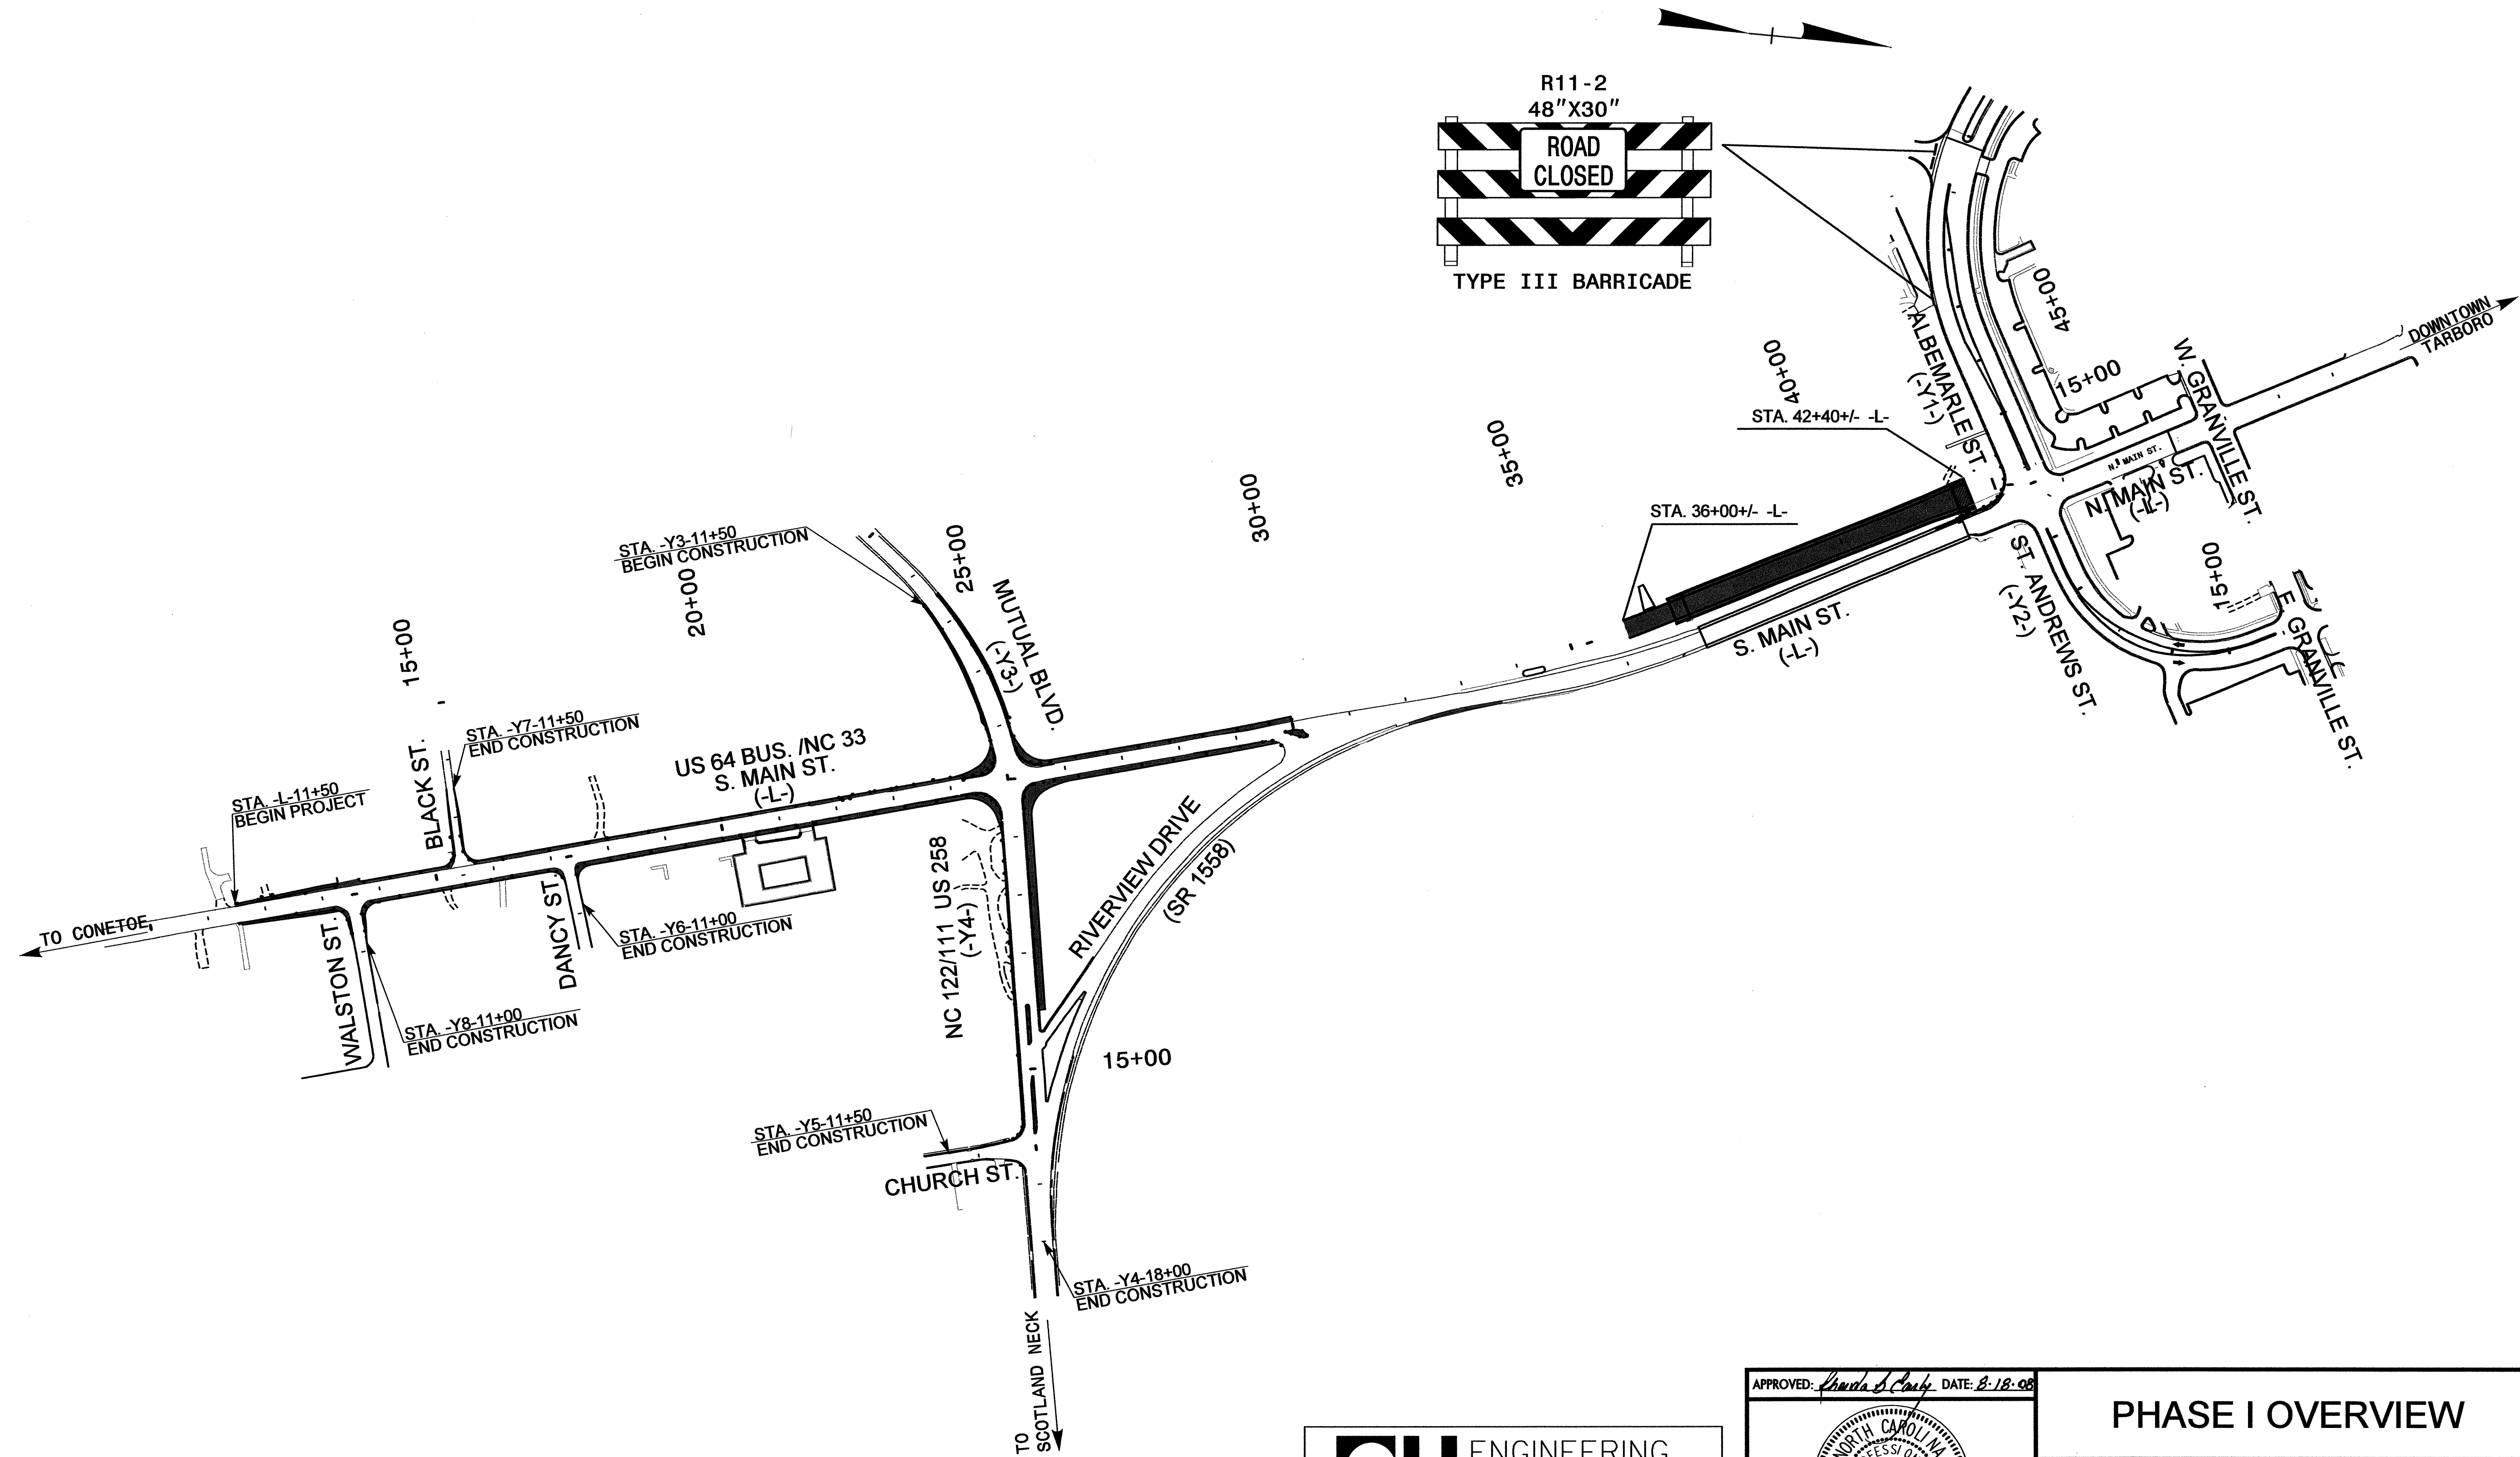 R11-2
48"X30"
ROAD
CLOSED
TYPE III BARRICADE
45+00
DOWNTOWN
TARBORO
W. GRANVILLE ST.
15+00
40+00
ALBEMARLE ST.
(-Y1-)
STA. 42+40+/- -L-
35+00
N. MAIN ST.
N. MAIN ST.
(-L-)
30+00
STA. 36+00+/- -L-
STA. -Y3-11+50
BEGIN CONSTRUCTION
25+00
20+00
MUTUAL BLVD.
(-Y3-)
15+00
ST. ANDREWS ST.
(-Y2-)
15+00
E. GRANVILLE ST.
S. MAIN ST.
(-L-)
STA. -Y7-11+50
END CONSTRUCTION
BLACK ST.
US 64 BUS. /NC 33
S. MAIN ST.
(-L-)
STA. -L-11+50
BEGIN PROJECT
RIVERVIEW DRIVE
(SR 1558)
NC 122/111 US 258
(-Y4-)
TO CONETOE
WALSTON ST.
DANCY ST.
STA. -Y6-11+00
END CONSTRUCTION
STA. -Y8-11+00
END CONSTRUCTION
15+00
STA. -Y5-11+50
END CONSTRUCTION
CHURCH ST.
STA. -Y4-18+00
END CONSTRUCTION
TO
SCOTLAND NECK
APPROVED: DATE: 8-18-08
NORTH CAROLINA
PHASE I OVERVIEW
ENGINEERING